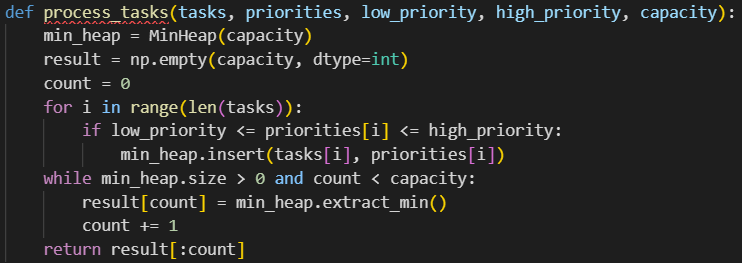 def process_tasks(tasks, priorities, low_priority, high_priority, capacity):
    min_heap = MinHeap(capacity)
    result = np.empty(capacity, dtype=int)
    count = 0
    for i in range(len(tasks)):
        if low_priority <= priorities[i] <= high_priority:
            min_heap.insert(tasks[i], priorities[i])
    while min_heap.size > 0 and count < capacity:
        result[count] = min_heap.extract_min()
        count += 1
    return result[:count]